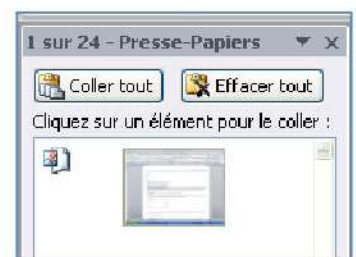 1 sur 24 - Presse-Papiers
Coller tout Effacer tout
Cliquez sur un élément pour le coller :